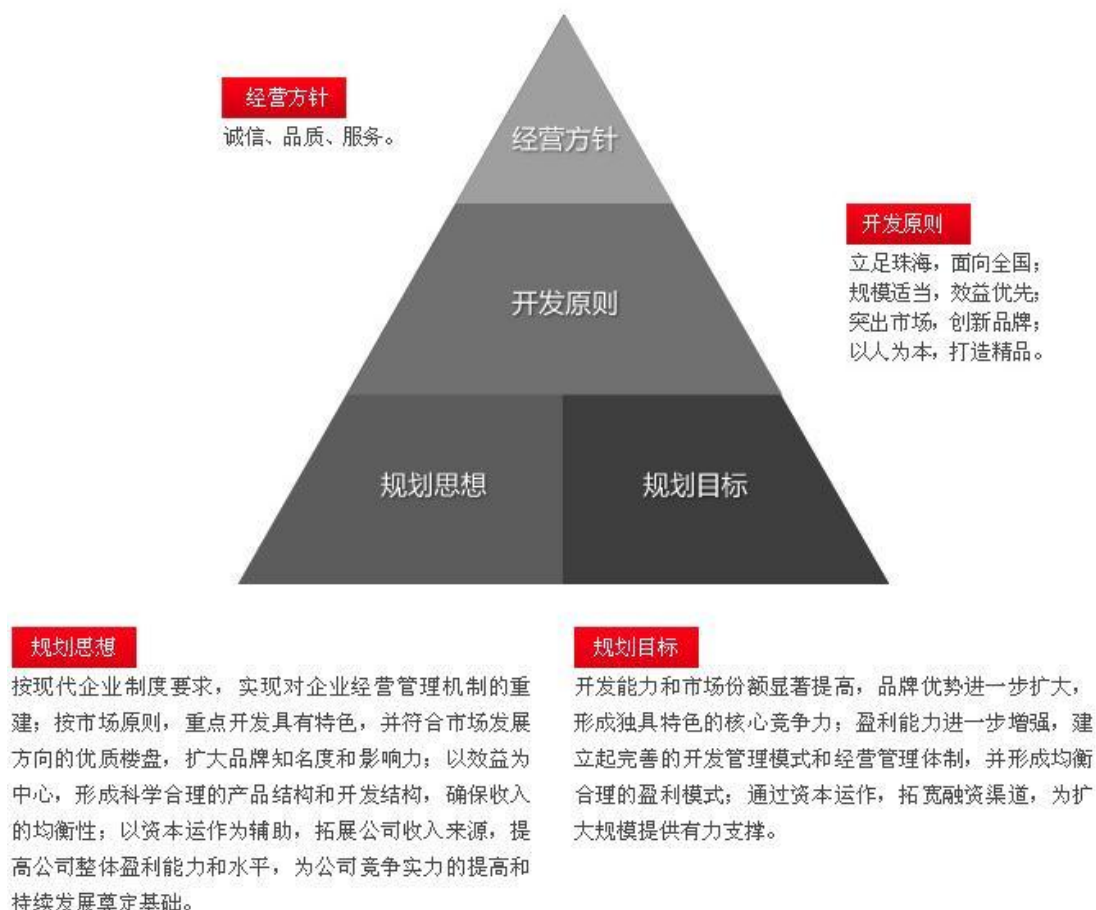 经营方针
诚信、品质、服务。
经营方针
开发原则
立足珠海，面向全国；
规模适当，效益优先；
突出市场，创新品牌；
以人为本，打造精品。
开发原则
规划思想
规划目标
规划思想
按现代企业制度要求，实现对企业经营管理机制的重
建；按市场原则，重点开发具有特色，并符合市场发展
方向的优质楼盘，扩大品牌知名度和影响力；以效益为
中心，形成科学合理的产品结构和开发结构，确保收入
的均衡性；以资本运作为辅助，拓展公司收入来源，提
高公司整体盈利能力和水平，为公司竞争实力的提高和
持续发展奠定基础。
规划目标
开发能力和市场份额显著提高，品牌优势进一步扩大，
形成独具特色的核心竞争力；盈利能力进一步增强，建
立起完善的开发管理模式和经营管理体制，并形成均衡
合理的盈利模式；通过资本运作，拓宽融资渠道，为扩
大规模提供有力支撑。